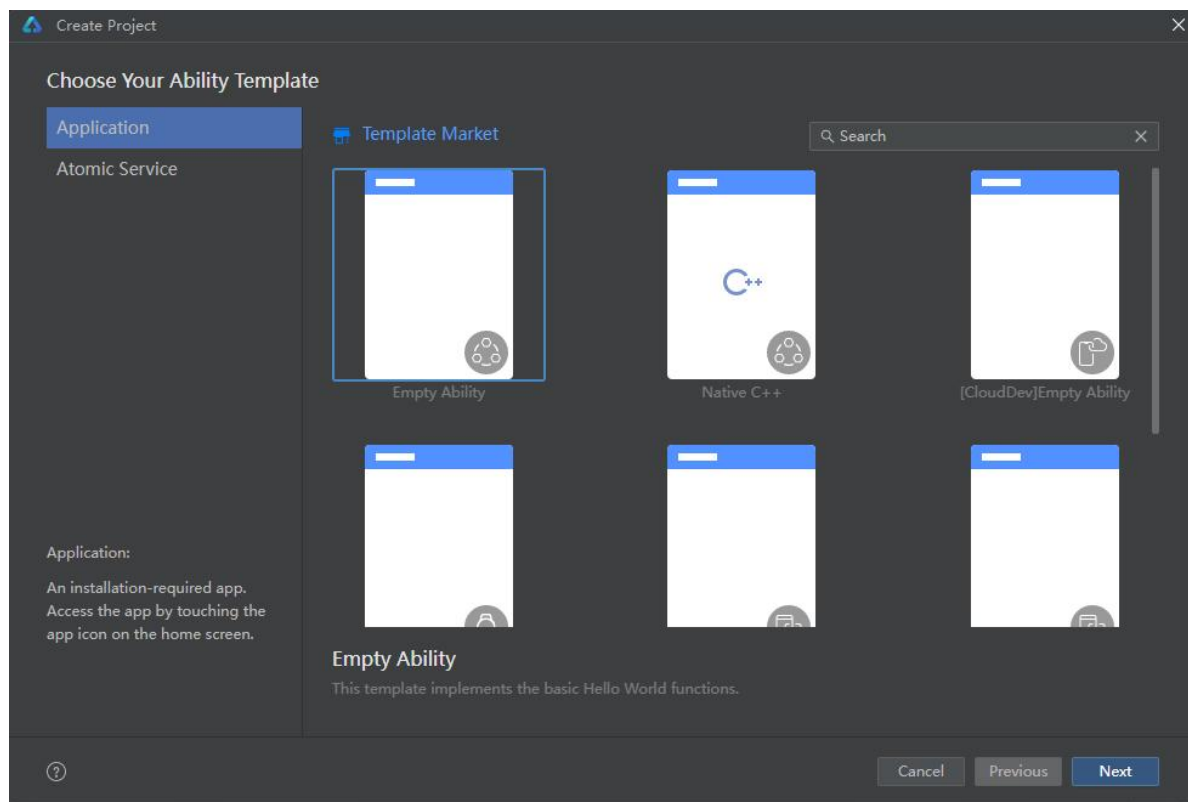 Create Project
Choose Your Ability Template
Application
Atomic Service
Template Market
Search
C++
Empty Ability
Native C++
[CloudDev]Empty Ability
Application:
An installation-required app.
Access the app by touching the
app icon on the home screen.
Empty Ability
This template implements the basic Hello World functions.
?
Cancel
Previous
Next